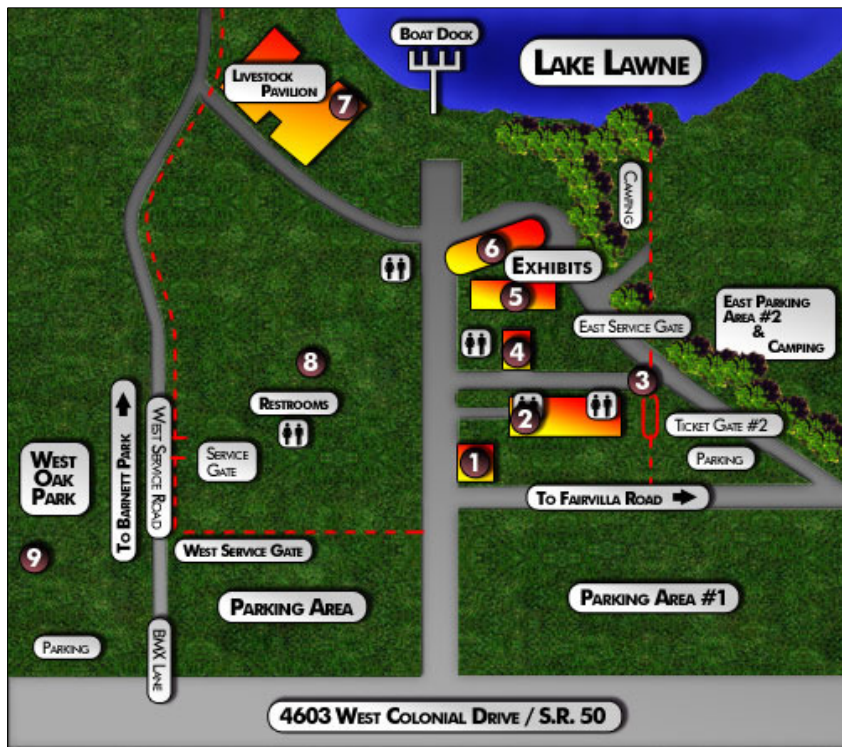 BOAT DOCK
LAKE LAWNE
LIVESTOCK
PAVILION
7
CAMPING
6
EXHIBITS
5
EAST PARKING
AREA #2
&
CAMPING
EAST SERVICE GATE
4
8
3
RESTROOMS
2
TICKET GATE #2
PARKING
1
SERVICE
GATE
WEST SERVICE ROAD
TO BARNETT PARK
WEST
OAK
PARK
TO FAIRVILLA ROAD
9
WEST SERVICE GATE
PARKING AREA
PARKING AREA #1
PARKING
BMX LANE
4603 WEST COLONIAL DRIVE / S.R. 50